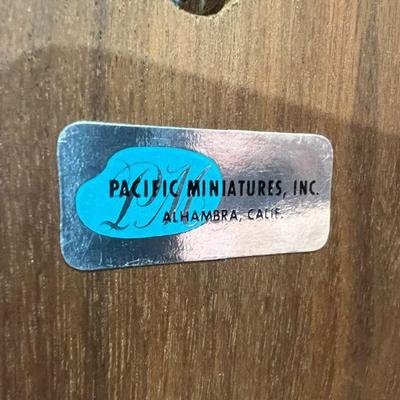 PM
PACIFIC MINIATURES, INC.
ALHAMBRA, CALIF.